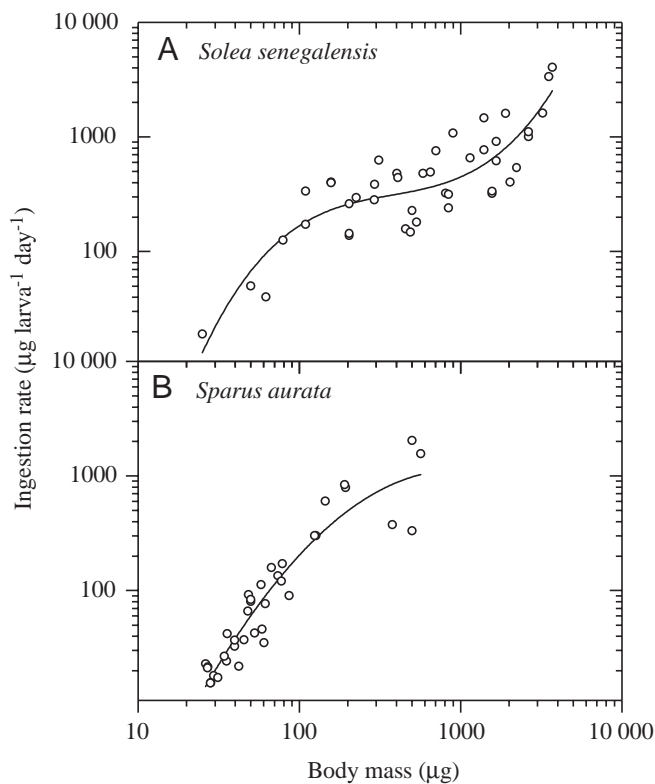 10 000
A Solea senegalensis
1000
100
10 000
B Sparus aurata
1000
100
10 100 1000 10 000
Body mass (μg)
Ingestion rate (μg larva⁻¹ day⁻¹)